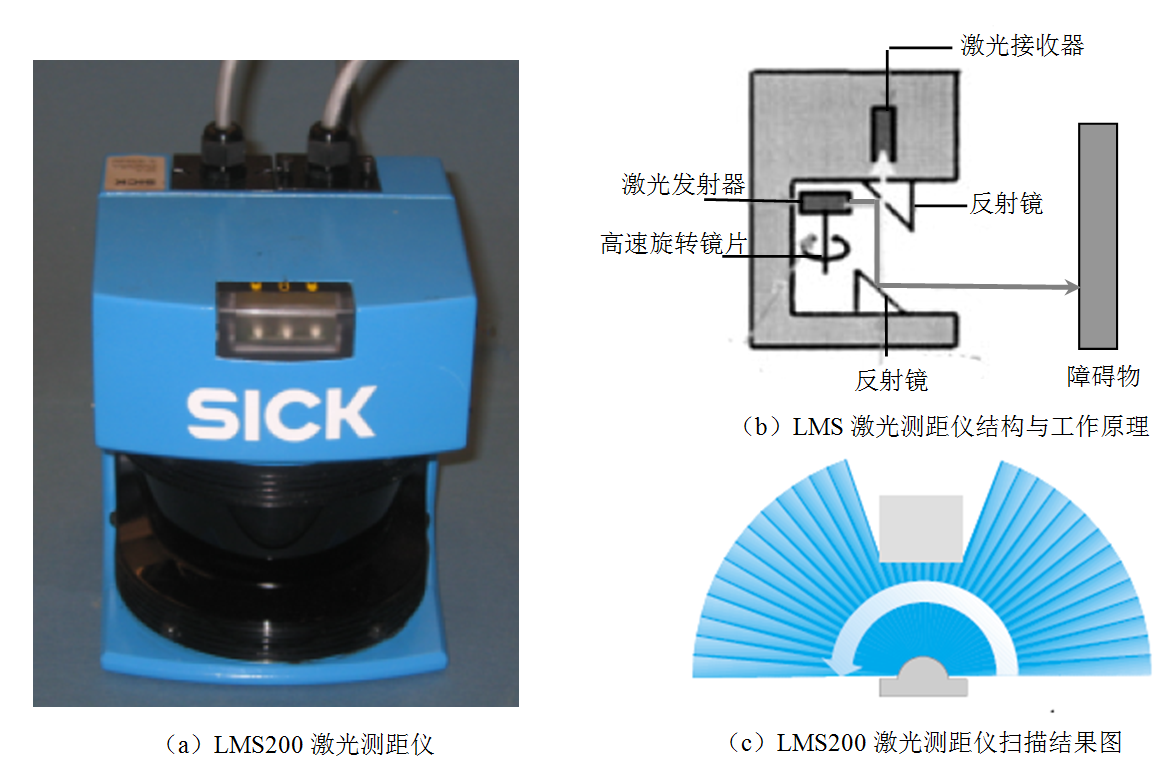 SICK
SICK
(a)LMS200 激光测距仪
激光接收器
激光发射器
反射镜
高速旋转镜片
反射镜
障碍物
(b)LMS 激光测距仪结构与工作原理
(c)LMS200 激光测距仪扫描结果图